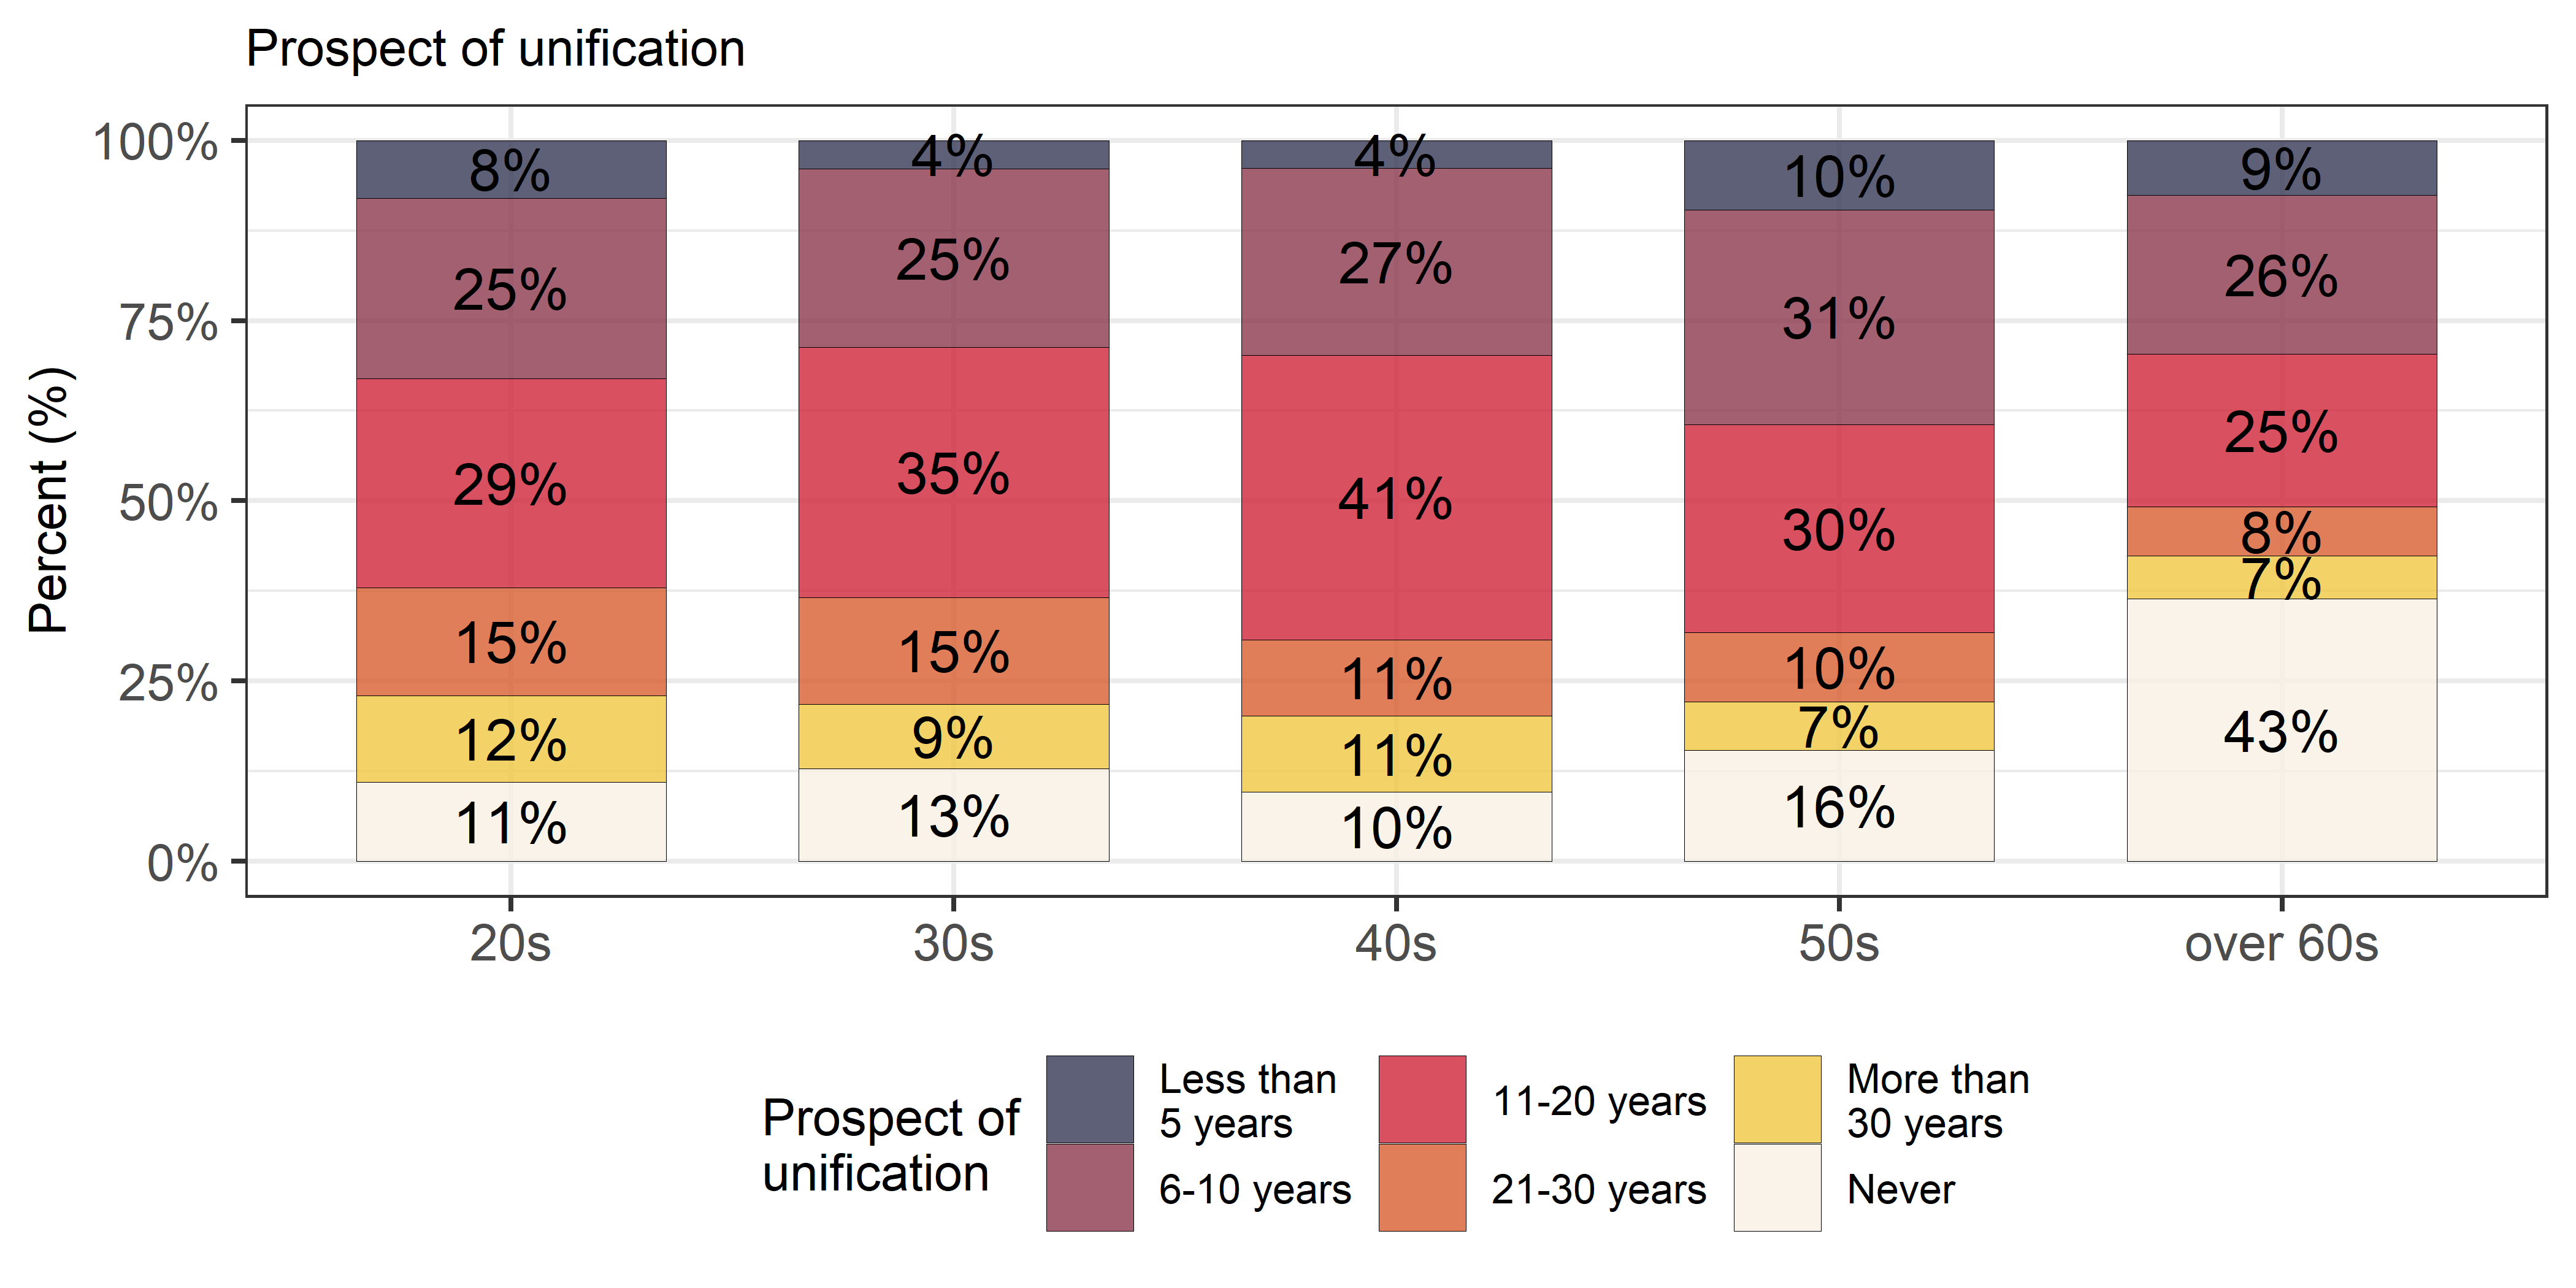 Prospect of unification
Percent (%)
100%
75%
50%
25%
0%
8%
25%
29%
15%
12%
11%
4%
25%
35%
15%
9%
13%
4%
27%
41%
11%
11%
10%
10%
31%
30%
10%
7%
16%
9%
26%
25%
8%
7%
43%
20s
30s
40s
50s
over 60s
Prospect of
unification
Less than
5 years
6-10 years
11-20 years
21-30 years
More than
30 years
Never